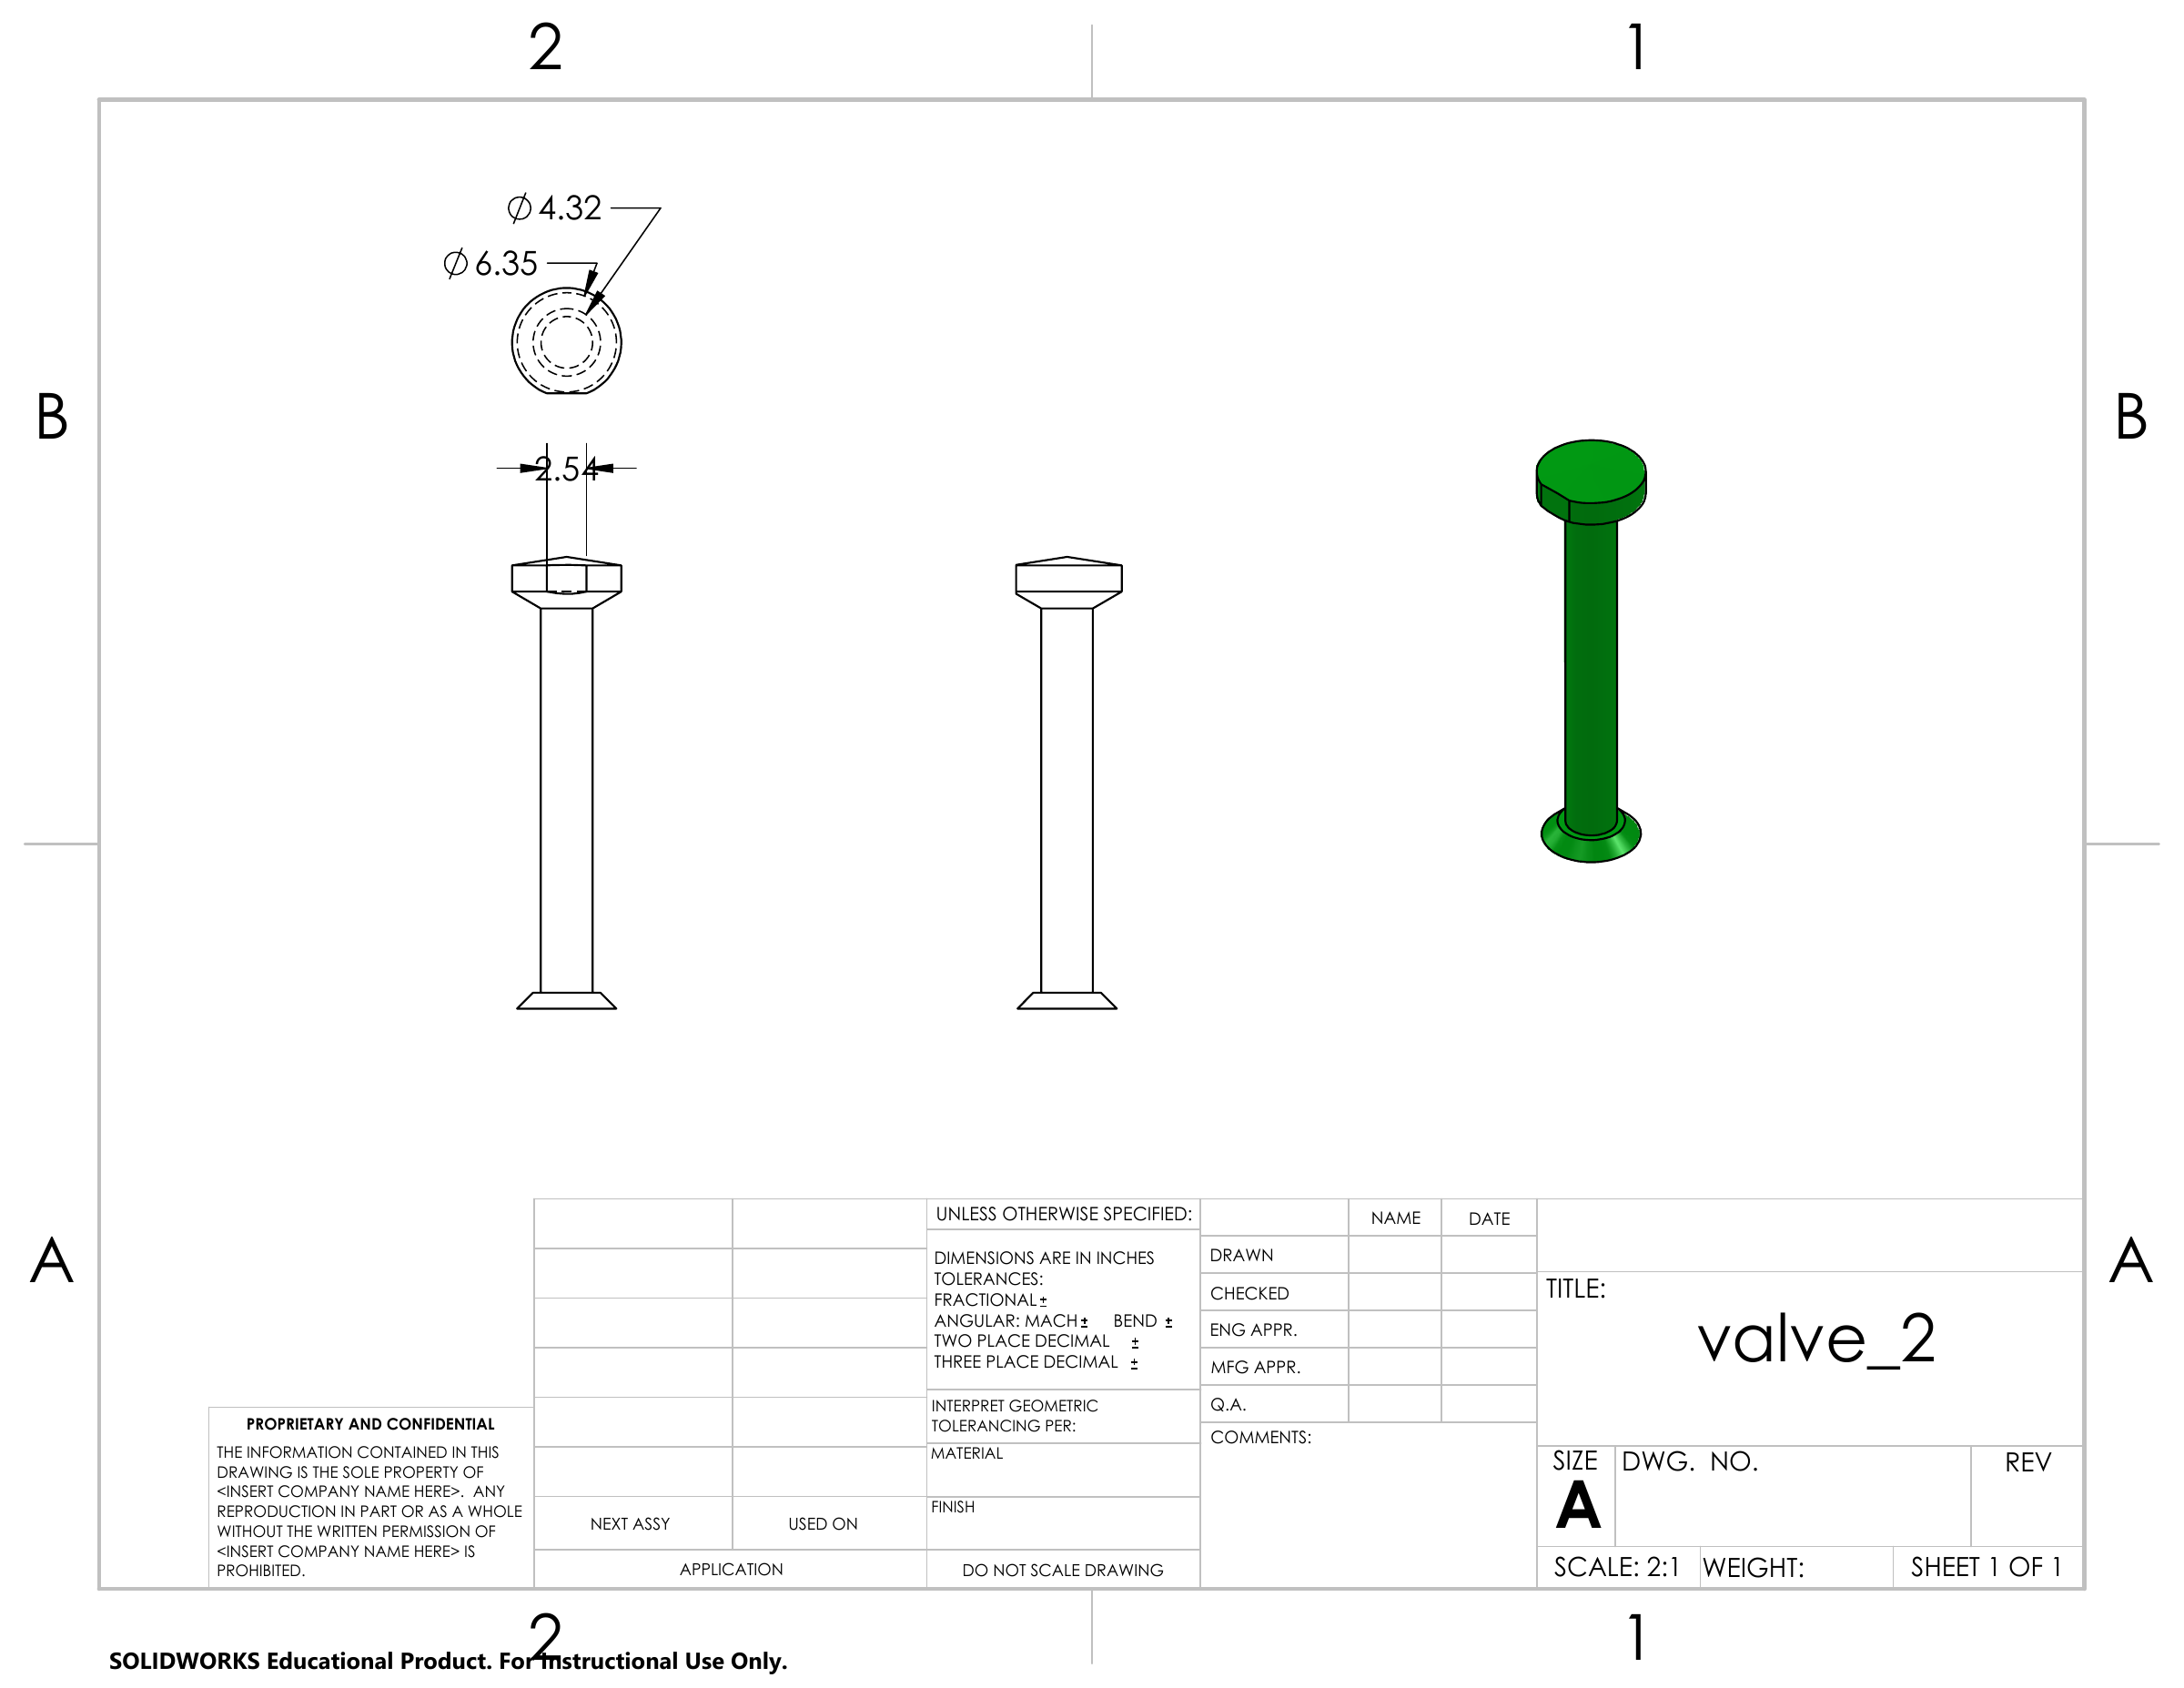 2 1
⌀4.32
⌀6.35
B B
2.54
A A
UNLESS OTHERWISE SPECIFIED:
DIMENSIONS ARE IN INCHES
TOLERANCES:
FRACTIONAL±
ANGULAR: MACH± BEND ±
TWO PLACE DECIMAL ±
THREE PLACE DECIMAL ±
INTERPRET GEOMETRIC
TOLERANCING PER:
MATERIAL
FINISH
DO NOT SCALE DRAWING
NAME DATE
DRAWN
CHECKED
ENG APPR.
MFG APPR.
Q.A.
COMMENTS:
TITLE:
valve_2
SIZE DWG. NO. REV
A
SCALE: 2:1 WEIGHT: SHEET 1 OF 1
PROPRIETARY AND CONFIDENTIAL
THE INFORMATION CONTAINED IN THIS
DRAWING IS THE SOLE PROPERTY OF
<INSERT COMPANY NAME HERE>. ANY
REPRODUCTION IN PART OR AS A WHOLE
WITHOUT THE WRITTEN PERMISSION OF
<INSERT COMPANY NAME HERE> IS
PROHIBITED.
NEXT ASSY USED ON
APPLICATION
2 1
SOLIDWORKS Educational Product. For Instructional Use Only.